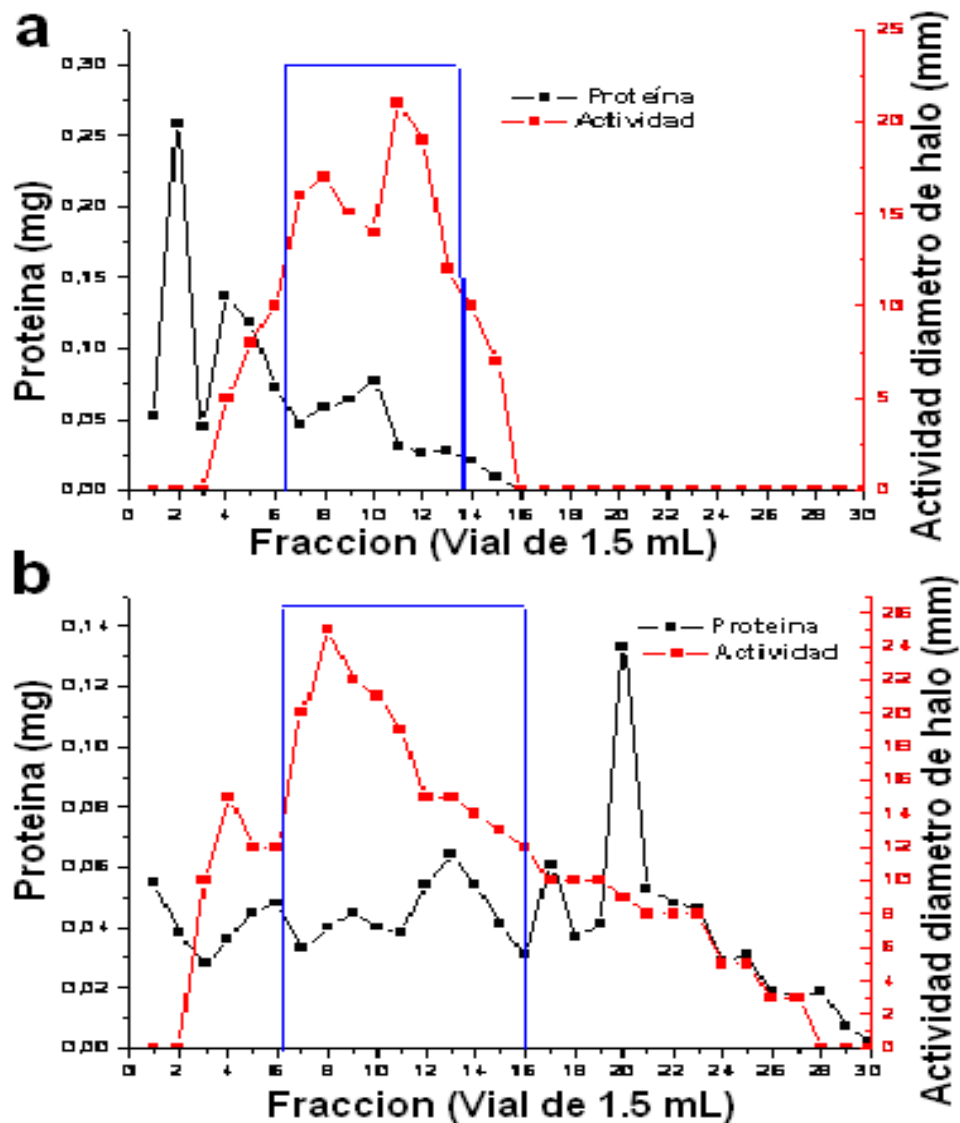 a
0,30
0,25
0,20
0,15
0,10
0,05
0,00
Proteina (mg)
Proteína
Actividad
25
20
15
10
5
0
Actividad diametro de halo (mm)
0 2 4 6 8 10 12 14 16 18 20 22 24 26 28 30
Fraccion (Vial de 1.5 mL)
b
0,14
0,12
0,10
0,08
0,06
0,04
0,02
0,00
Proteina (mg)
Proteina
Actiividad
26
24
22
20
18
16
14
12
10
8
6
4
2
0
Actividad diametro de halo (mm)
0 2 4 6 8 10 12 14 16 18 20 22 24 26 28 30
Fraccion (Vial de 1.5 mL)